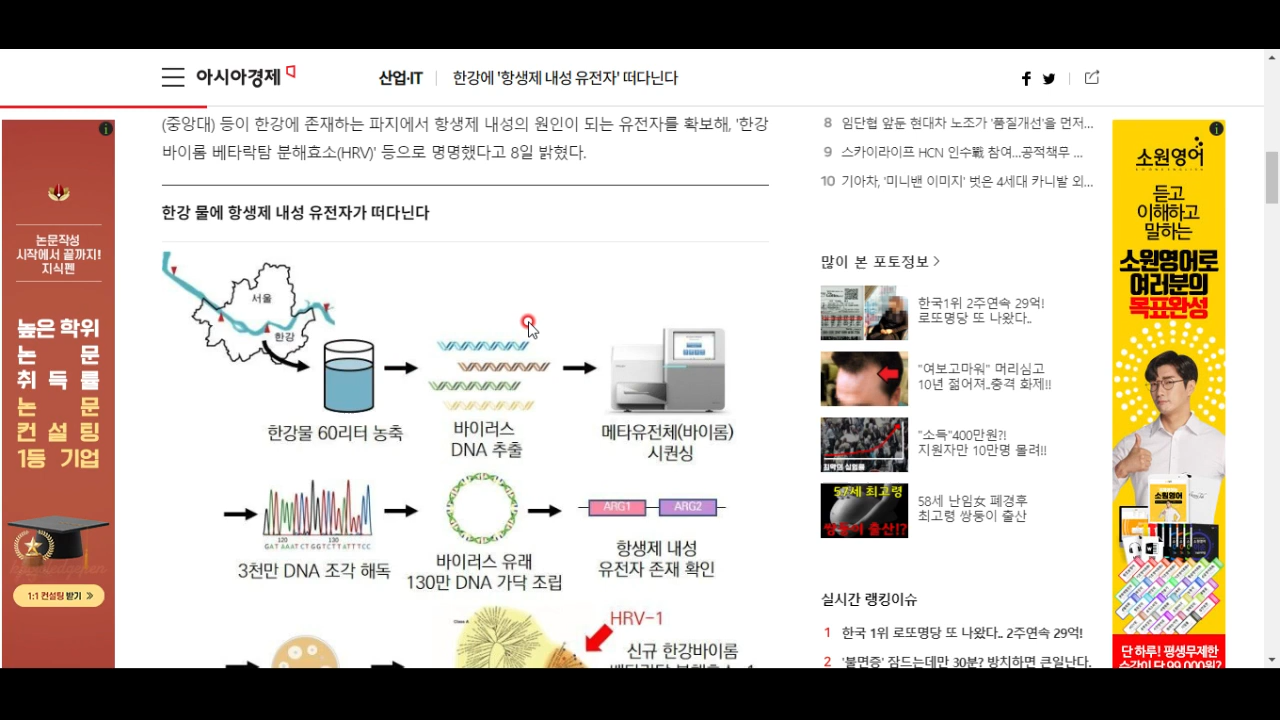 아시아경제
산업·IT
한강에 '항생제 내성 유전자' 떠다닌다
(중앙대) 등이 한강에 존재하는 파지에서 항생제 내성의 원인이 되는 유전자를 확보해, '한강
바이롬 베타락탐 분해효소(HRV)' 등으로 명명했다고 8일 밝혔다.
한강 물에 항생제 내성 유전자가 떠다닌다
서울
한강
한강물 60리터 농축
바이러스
DNA 추출
메타유전체(바이롬)
시퀀싱
120 130
GAT AAAT CT GGTCTT ATTT CC
3천만 DNA 조각 해독
바이러스 유래
130만 DNA 가닥 조립
ARG1
ARG2
항생제 내성
유전자 존재 확인
HRV-1
신규 한강바이롬
8 임단협 앞둔 현대차 노조가 '품질개선'을 먼저...
9 스카이라이프 HCN 인수戰 참여...공적책무 ...
10 기아차, '미니밴 이미지' 벗은 4세대 카니발 외...
많이 본 포토정보
한국1위 2주연속 29억!
로또명당 또 나왔다..
"여보고마워" 머리심고
10년 젊어져..충격 화제!!
"소득"400만원?!
지원자만 10만명 몰려!!
57세 최고령
쌍둥이 출산!?
58세 난임女 폐경후
최고령 쌍둥이 출산
실시간 랭킹이슈
1 한국 1위 로또명당 또 나왔다.. 2주연속 29억!
2 '불면증' 잠드는데만 30분? 방치하면 큰일난다.
논문작성
시작에서 끝까지!
지식펜
높은 학위
논 문
취 득 률
논 문
컨 설 팅
1등 기업
1:1 컨설팅 받기
소원영어
듣고
이해하고
말하는
소원영어로
여러분의
목표완성
단 하루! 평생무제한
수강이 단 99,000원?